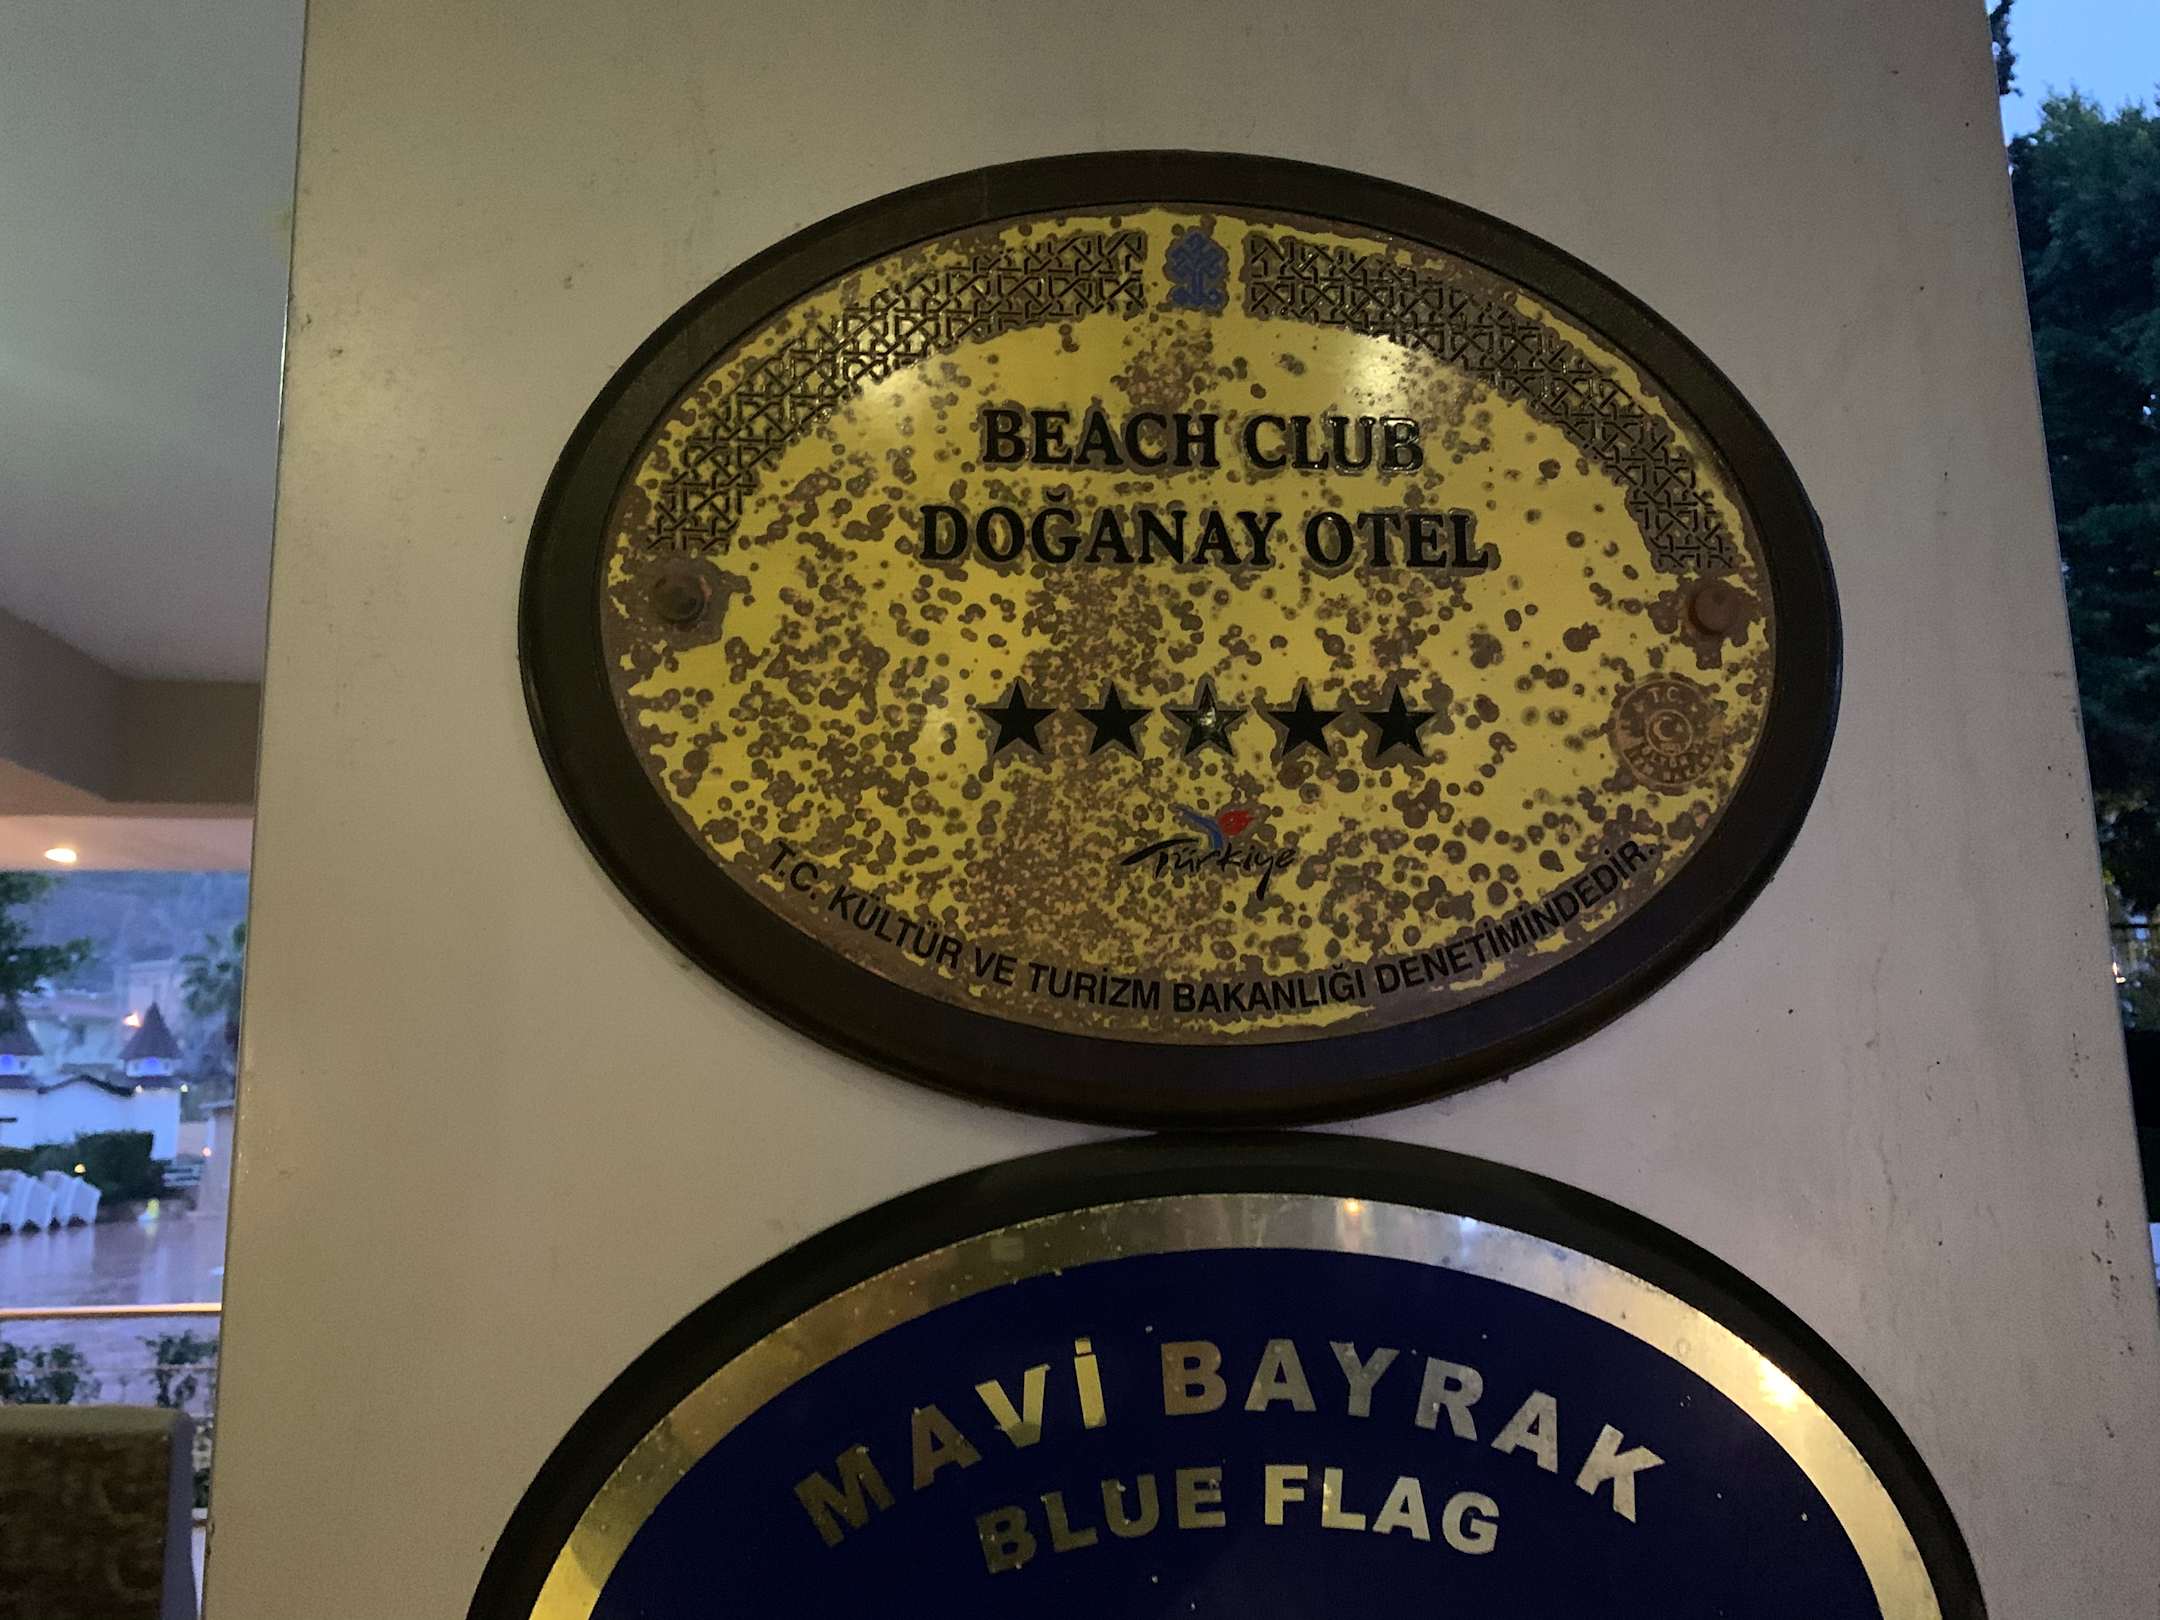 BEACH CLUB
DOĞANAY OTEL
T.C.
Türkiye
T.C. KÜLTÜR VE TURİZM BAKANLIĞI DENETİMİNDEDİR.
MAVİ BAYRAK
BLUE FLAG